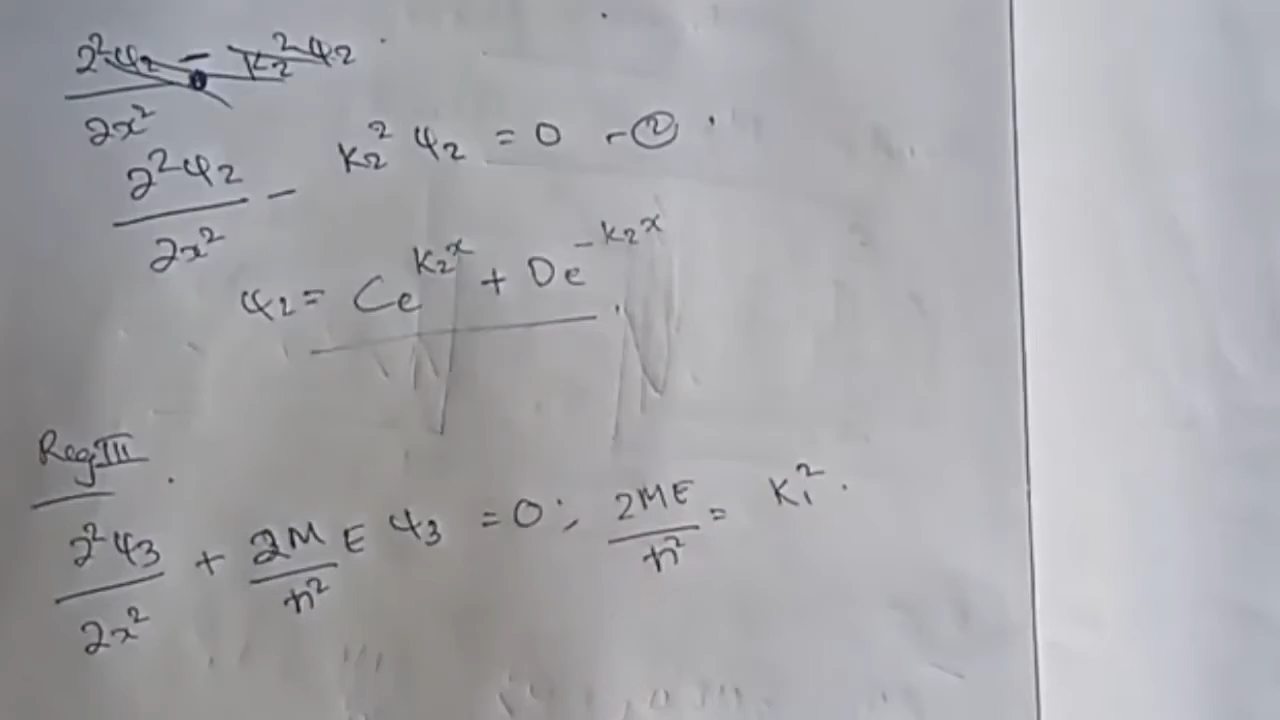 ∂²ψ₂/∂x² − K₂²ψ₂
∂²ψ₂/∂x² − K₂² ψ₂ = 0 - ②
ψ₂ = Ce^{K₂x} + De^{−K₂x}
Reg III
∂²ψ₃/∂x² + 2M/ħ² E ψ₃ = 0 ; 2ME/ħ² = K₁² .